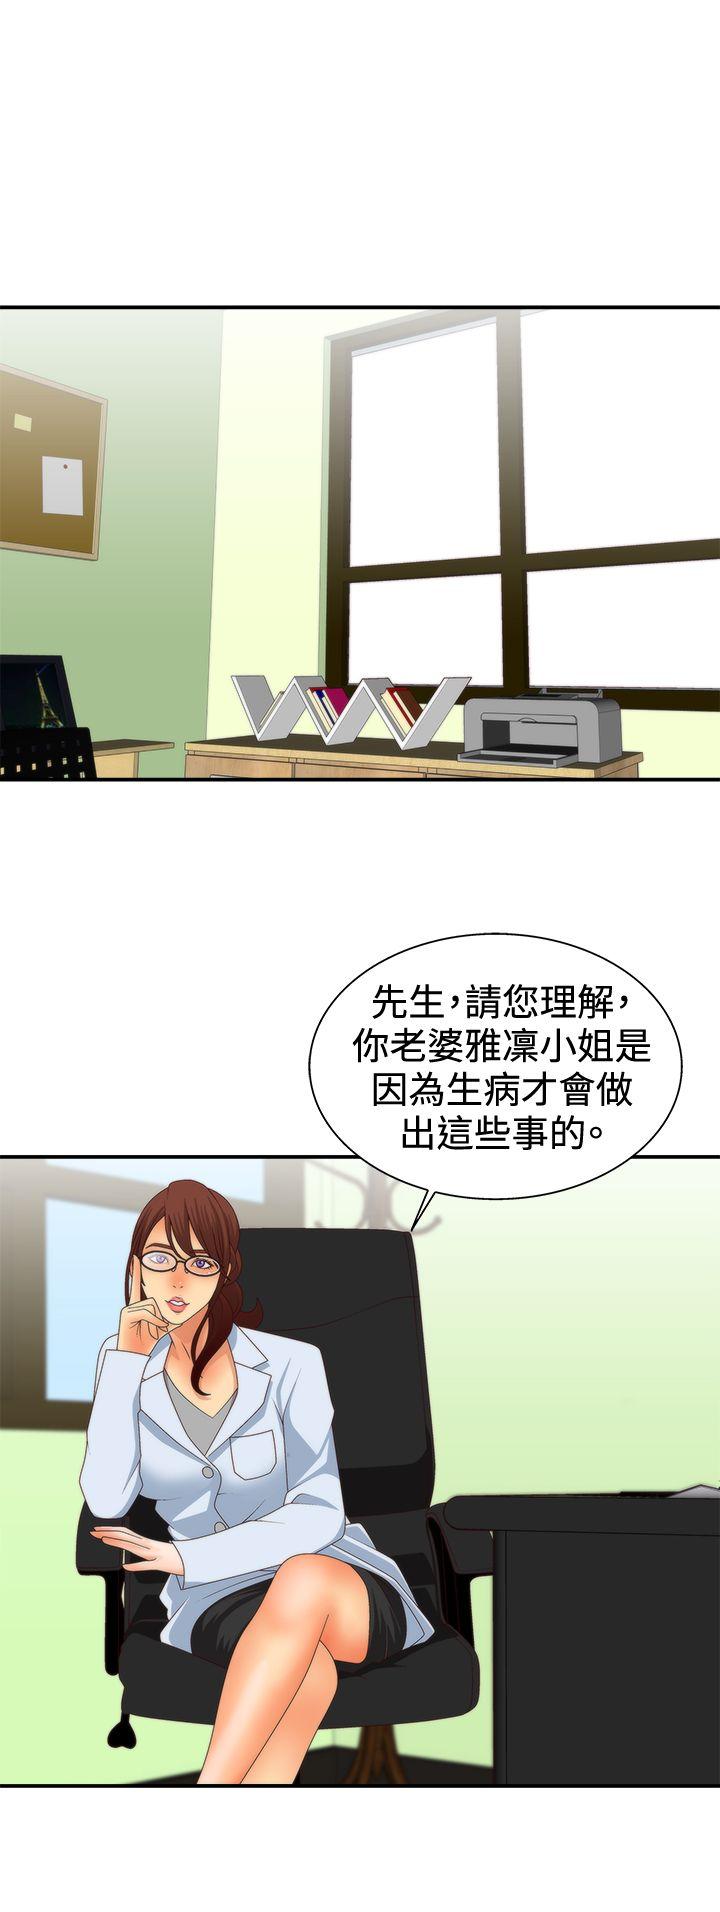 先生,請您理解,
你老婆雅凜小姐是
因為生病才會做
出這些事的。